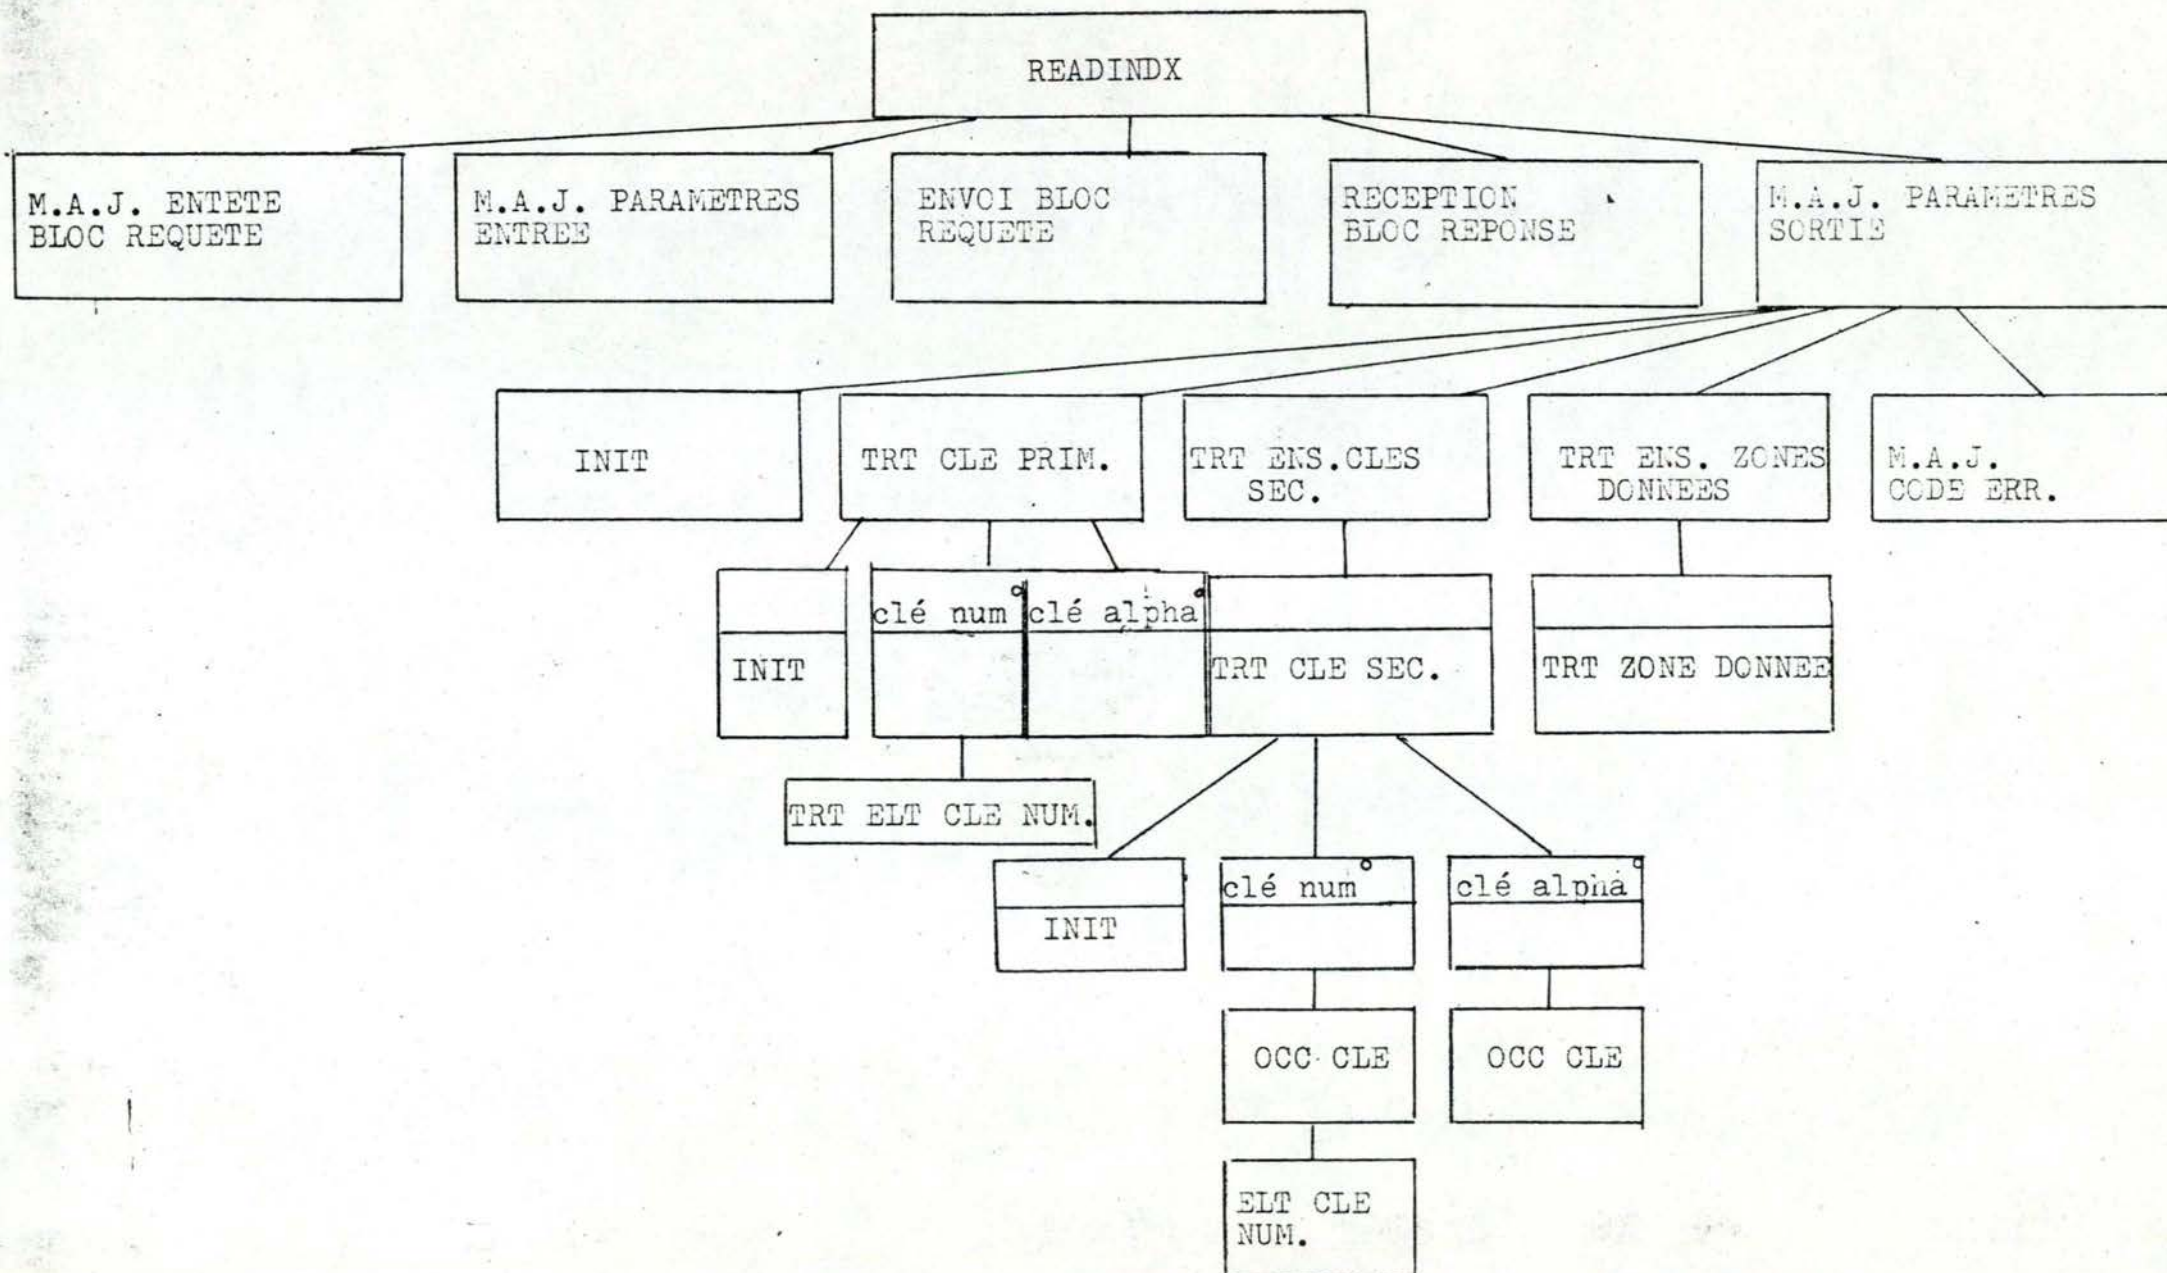 READINDX
M.A.J. ENTETE
BLOC REQUETE
M.A.J. PARAMETRES
ENTREE
ENVOI BLOC
REQUETE
RECEPTION
BLOC REPONSE
M.A.J. PARAMETRES
SORTIE
INIT
TRT CLE PRIM.
TRT ENS.CLES
SEC.
TRT ENS. ZONES
DONNEES
M.A.J.
CODE ERR.
INIT
clé num
clé alpha
TRT CLE SEC.
TRT ZONE DONNEE
TRT ELT CLE NUM.
INIT
clé num
clé alpha
OCC CLE
OCC CLE
ELT CLE
NUM.